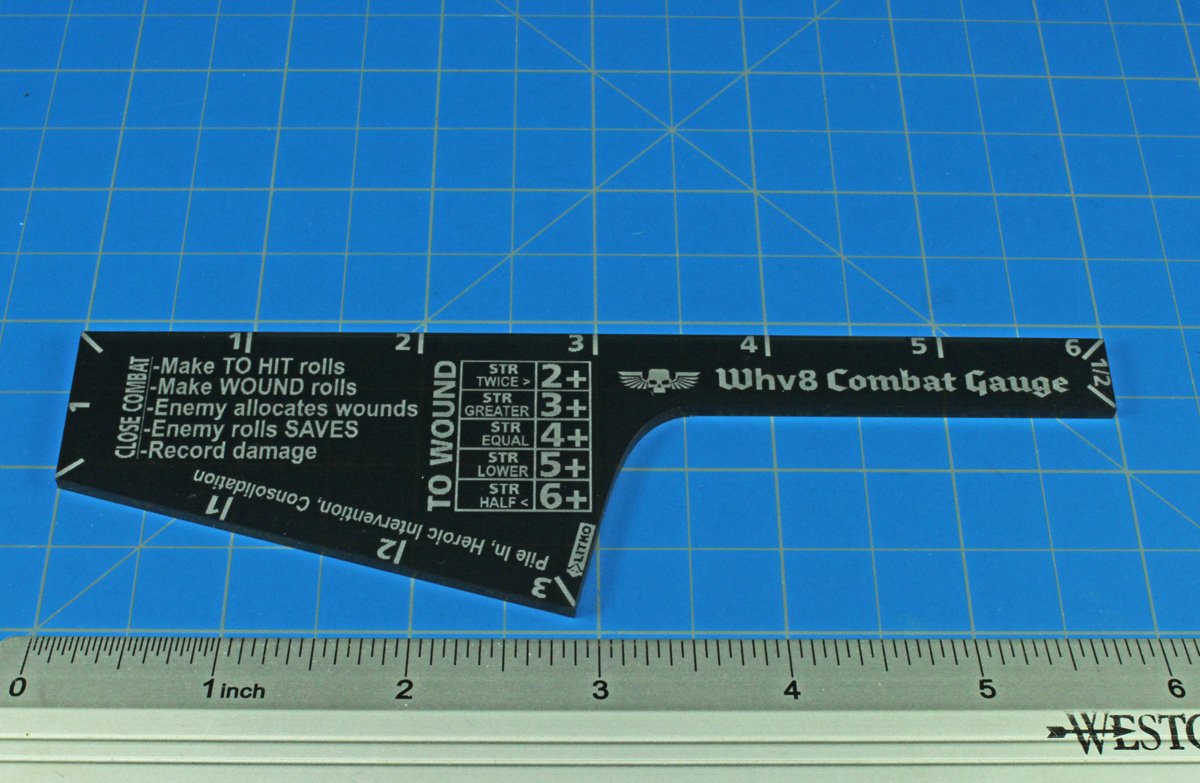 1 2 3 4 5 6
1/2
1
CLOSE COMBAT
-Make TO HIT rolls
-Make WOUND rolls
-Enemy allocates wounds
-Enemy rolls SAVES
-Record damage
TO WOUND
STR TWICE > 2+
STR GREATER 3+
STR EQUAL 4+
STR LOWER 5+
STR HALF < 6+
Whv8 Combat Gauge
Pile In, Heroic Intervention, Consolidation
1 2 3
LITKO
0 1 inch 2 3 4 5 6